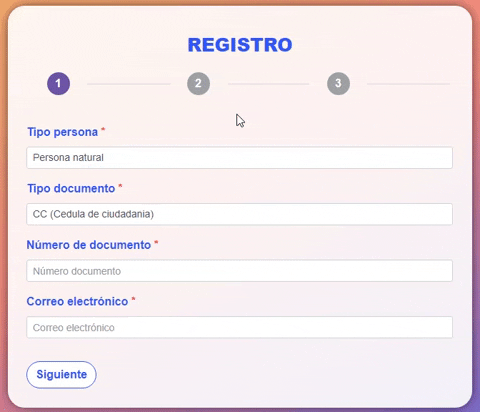 REGISTRO
1 2 3
Tipo persona *
Persona natural
Tipo documento *
CC (Cedula de ciudadania)
Número de documento *
Número documento
Correo electrónico *
Correo electrónico
Siguiente